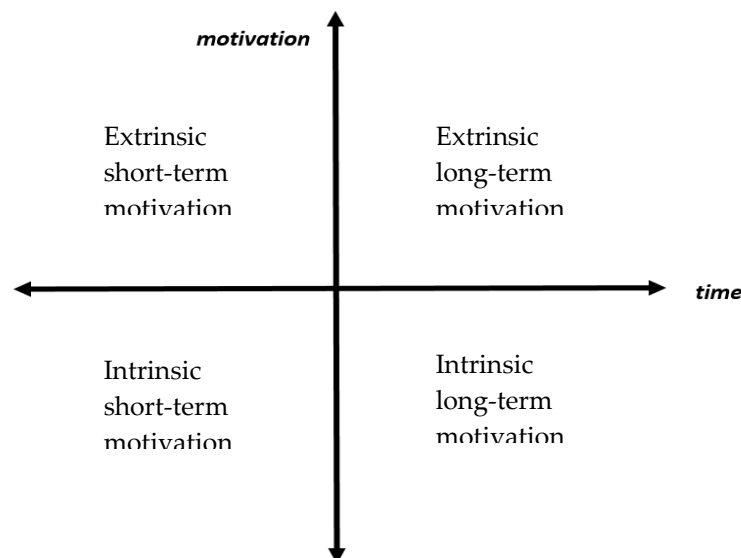 motivation
Extrinsic
short-term
motivation
Extrinsic
long-term
motivation
time
Intrinsic
short-term
motivation
Intrinsic
long-term
motivation